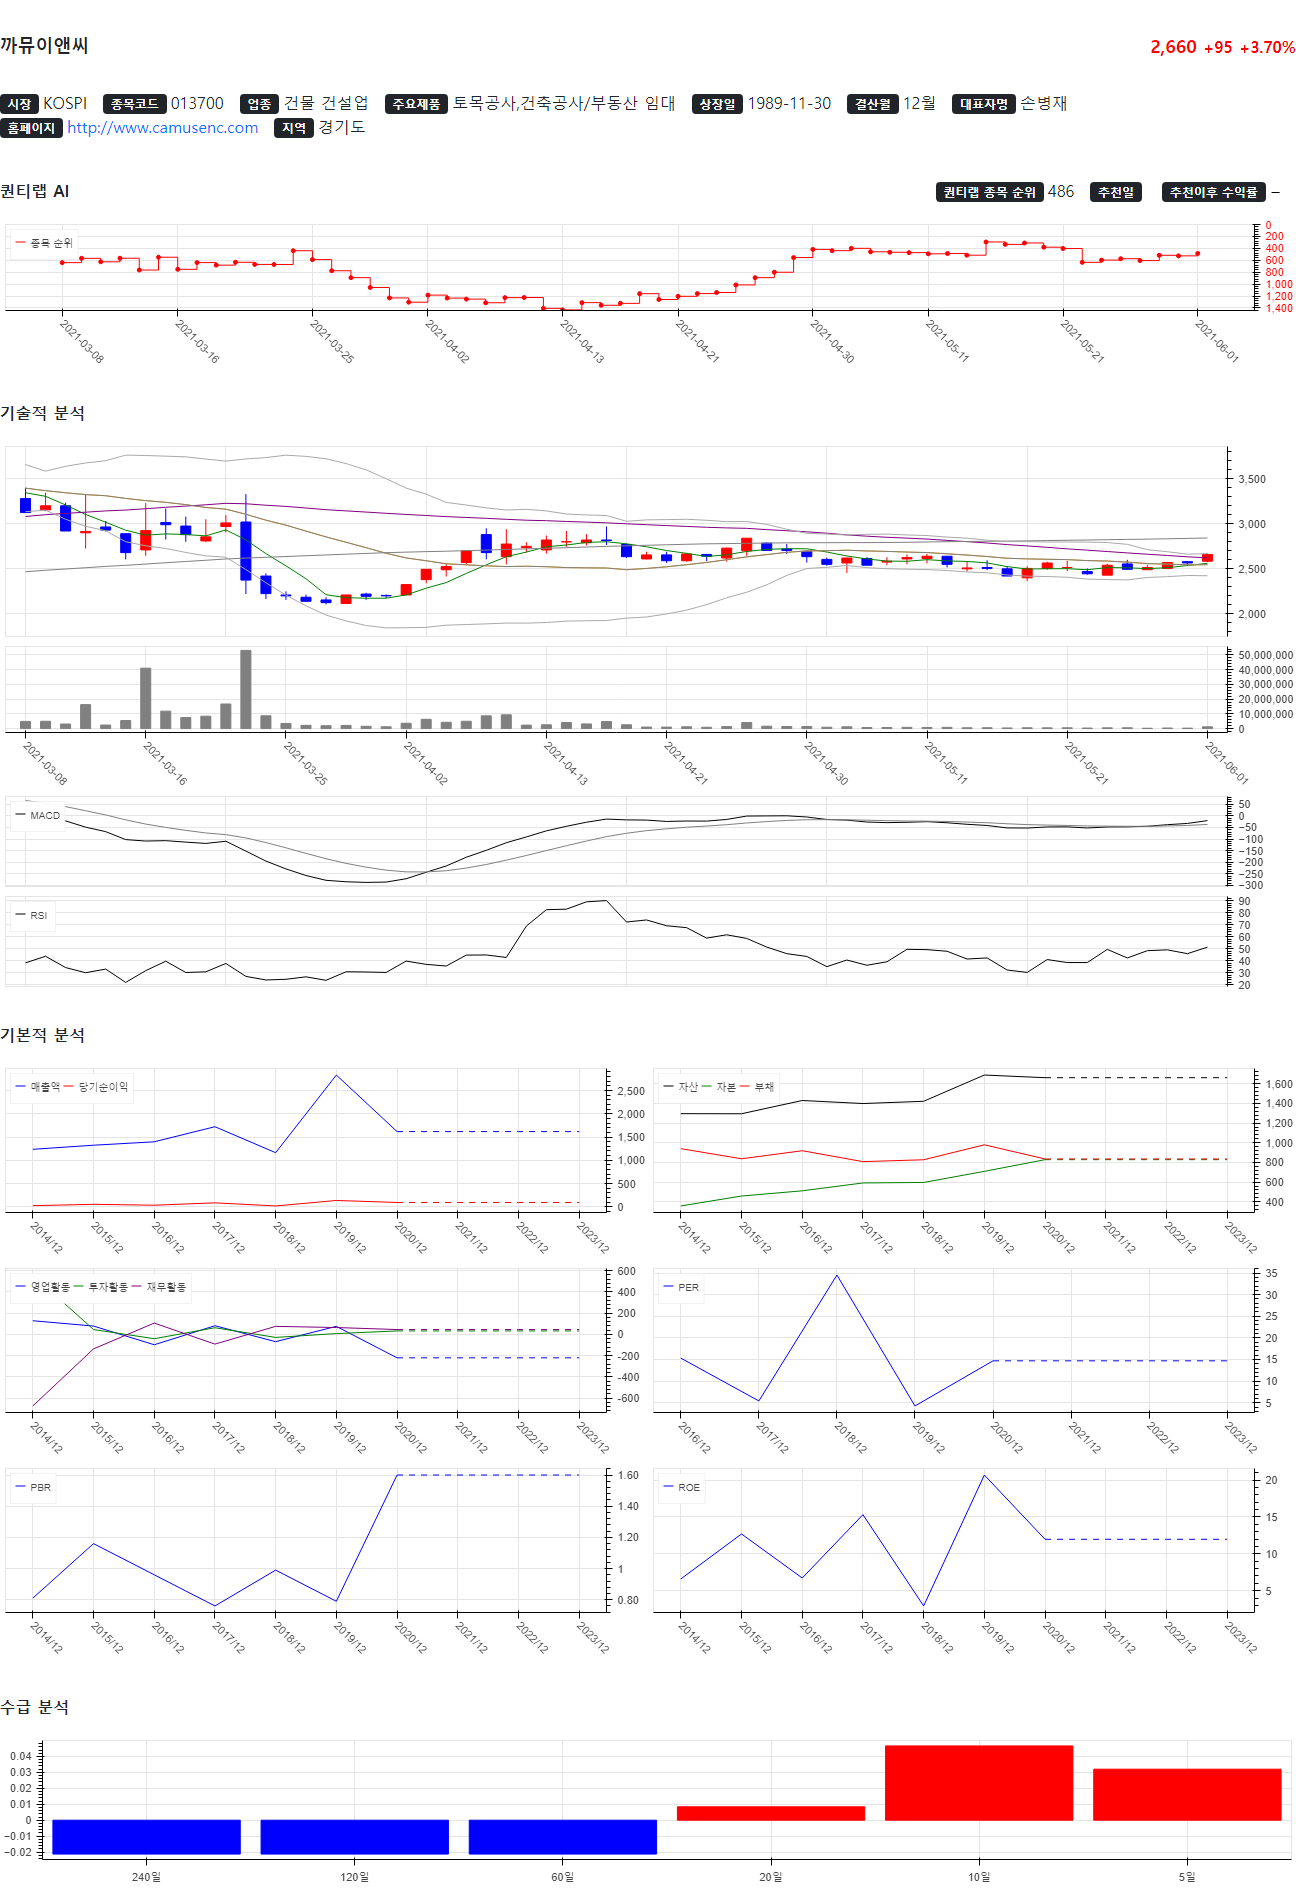 까뮤이앤씨
2,660 +95 +3.70%
시장 KOSPI 종목코드 013700 업종 건물 건설업 주요제품 토목공사,건축공사/부동산 임대 상장일 1989-11-30 결산월 12월 대표자명 손병재
홈페이지 http://www.camusenc.com 지역 경기도
퀀티랩 AI
퀀티랩 종목 순위 486 추천일 추천이후 수익률 –
종목 순위
0
200
400
600
800
1,000
1,200
1,400
2021-03-08 2021-03-16 2021-03-25 2021-04-02 2021-04-13 2021-04-21 2021-04-30 2021-05-11 2021-05-21 2021-06-01
기술적 분석
3,500
3,000
2,500
2,000
50,000,000
40,000,000
30,000,000
20,000,000
10,000,000
0
2021-03-08 2021-03-16 2021-03-25 2021-04-02 2021-04-13 2021-04-21 2021-04-30 2021-05-11 2021-05-21 2021-06-01
MACD
50
0
−50
−100
−150
−200
−250
−300
RSI
90
80
70
60
50
40
30
20
기본적 분석
매출액 당기순이익
2,500
2,000
1,500
1,000
500
0
2014/12 2015/12 2016/12 2017/12 2018/12 2019/12 2020/12 2021/12 2022/12 2023/12
자산 자본 부채
1,600
1,400
1,200
1,000
800
600
400
2014/12 2015/12 2016/12 2017/12 2018/12 2019/12 2020/12 2021/12 2022/12 2023/12
영업활동 투자활동 재무활동
600
400
200
0
-200
-400
-600
2014/12 2015/12 2016/12 2017/12 2018/12 2019/12 2020/12 2021/12 2022/12 2023/12
PER
35
30
25
20
15
10
5
2016/12 2017/12 2018/12 2019/12 2020/12 2021/12 2022/12 2023/12
PBR
1.60
1.40
1.20
1
0.80
2014/12 2015/12 2016/12 2017/12 2018/12 2019/12 2020/12 2021/12 2022/12 2023/12
ROE
20
15
10
5
2014/12 2015/12 2016/12 2017/12 2018/12 2019/12 2020/12 2021/12 2022/12 2023/12
수급 분석
0.04
0.03
0.02
0.01
0
−0.01
−0.02
240일 120일 60일 20일 10일 5일